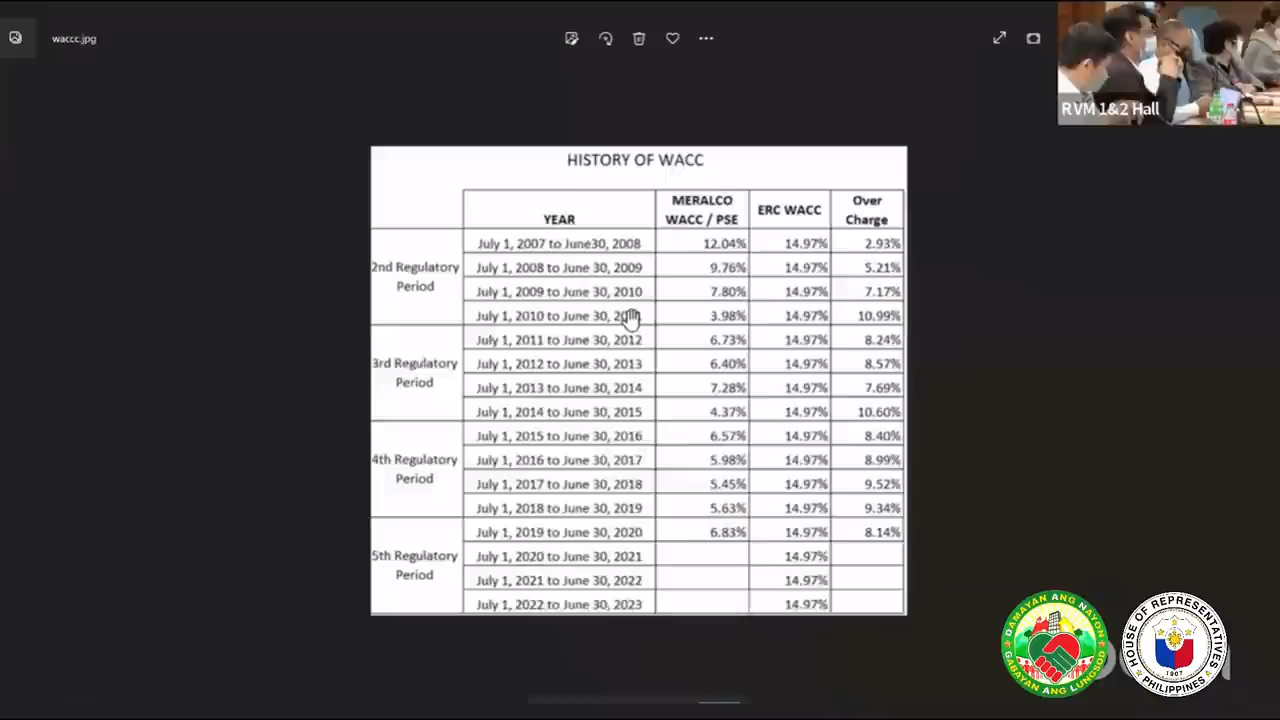 waccc.jpg
RVM 1&2 Hall
HISTORY OF WACC
YEAR MERALCO WACC / PSE ERC WACC Over Charge
2nd Regulatory Period
July 1, 2007 to June30, 2008 12.04% 14.97% 2.93%
July 1, 2008 to June 30, 2009 9.76% 14.97% 5.21%
July 1, 2009 to June 30, 2010 7.80% 14.97% 7.17%
July 1, 2010 to June 30, 3.98% 14.97% 10.99%
3rd Regulatory Period
July 1, 2011 to June 30, 2012 6.73% 14.97% 8.24%
July 1, 2012 to June 30, 2013 6.40% 14.97% 8.57%
July 1, 2013 to June 30, 2014 7.28% 14.97% 7.69%
July 1, 2014 to June 30, 2015 4.37% 14.97% 10.60%
4th Regulatory Period
July 1, 2015 to June 30, 2016 6.57% 14.97% 8.40%
July 1, 2016 to June 30, 2017 5.98% 14.97% 8.99%
July 1, 2017 to June 30, 2018 5.45% 14.97% 9.52%
July 1, 2018 to June 30, 2019 5.63% 14.97% 9.34%
5th Regulatory Period
July 1, 2019 to June 30, 2020 6.83% 14.97% 8.14%
July 1, 2020 to June 30, 2021 14.97%
July 1, 2021 to June 30, 2022 14.97%
July 1, 2022 to June 30, 2023 14.97%
DAMAYAN ANG NAYON
GABAYAN ANG LUNGSOD
HOUSE OF REPRESENTATIVES
1907
PHILIPPINES